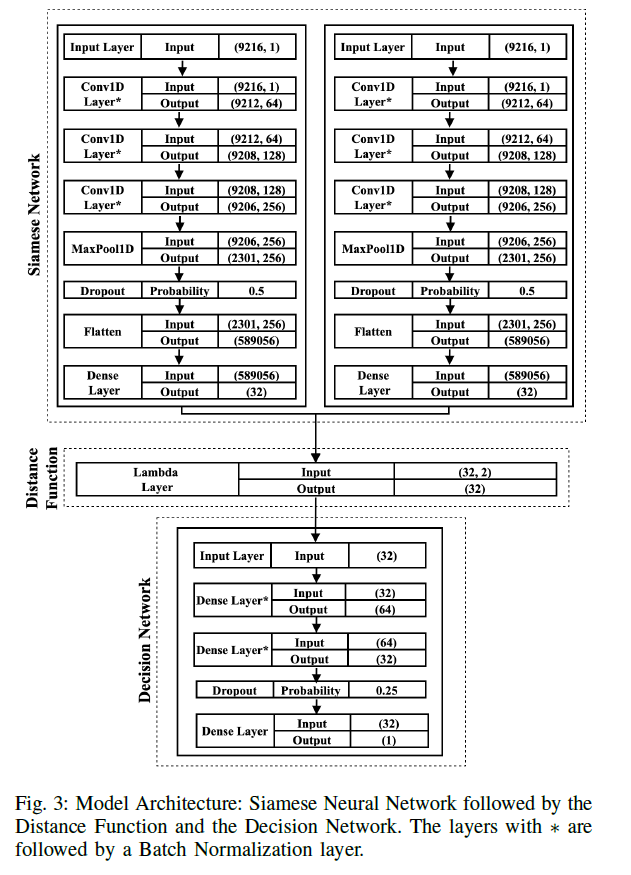 Siamese Network
Input Layer Input (9216, 1)
Conv1D Layer* Input (9216, 1)
Output (9212, 64)
Conv1D Layer* Input (9212, 64)
Output (9208, 128)
Conv1D Layer* Input (9208, 128)
Output (9206, 256)
MaxPool1D Input (9206, 256)
Output (2301, 256)
Dropout Probability 0.5
Flatten Input (2301, 256)
Output (589056)
Dense Layer Input (589056)
Output (32)
Input Layer Input (9216, 1)
Conv1D Layer* Input (9216, 1)
Output (9212, 64)
Conv1D Layer* Input (9212, 64)
Output (9208, 128)
Conv1D Layer* Input (9208, 128)
Output (9206, 256)
MaxPool1D Input (9206, 256)
Output (2301, 256)
Dropout Probability 0.5
Flatten Input (2301, 256)
Output (589056)
Dense Layer Input (589056)
Output (32)
Distance Function
Lambda Layer Input (32, 2)
Output (32)
Decision Network
Input Layer Input (32)
Dense Layer* Input (32)
Output (64)
Dense Layer* Input (64)
Output (32)
Dropout Probability 0.25
Dense Layer Input (32)
Output (1)
Fig. 3: Model Architecture: Siamese Neural Network followed by the
Distance Function and the Decision Network. The layers with ∗ are
followed by a Batch Normalization layer.